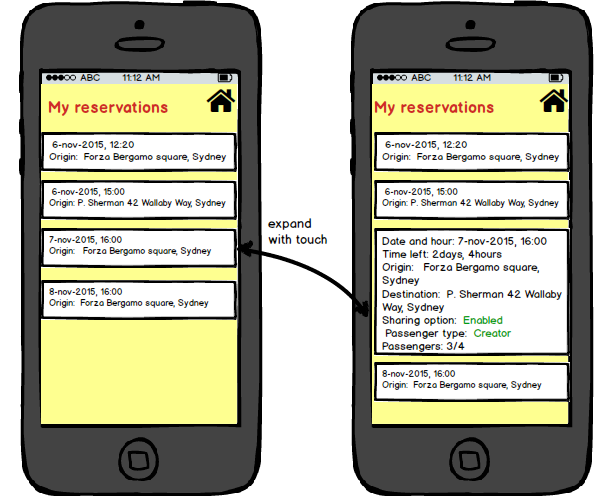 ABC 11:12 AM
My reservations
6-nov-2015, 12:20
Origin: Forza Bergamo square, Sydney
6-nov-2015, 15:00
Origin: P. Sherman 42 Wallaby Way, Sydney
7-nov-2015, 16:00
Origin: Forza Bergamo square, Sydney
8-nov-2015, 16:00
Origin: Forza Bergamo square, Sydney
expand
with touch
ABC 11:12 AM
My reservations
6-nov-2015, 12:20
Origin: Forza Bergamo square, Sydney
6-nov-2015, 15:00
Origin: P. Sherman 42 Wallaby Way, Sydney
Date and hour: 7-nov-2015, 16:00
Time left: 2days, 4hours
Origin: Forza Bergamo square,
Sydney
Destination: P. Sherman 42 Wallaby
Way, Sydney
Sharing option: Enabled
Passenger type: Creator
Passengers: 3/4
8-nov-2015, 16:00
Origin: Forza Bergamo square, Sydney